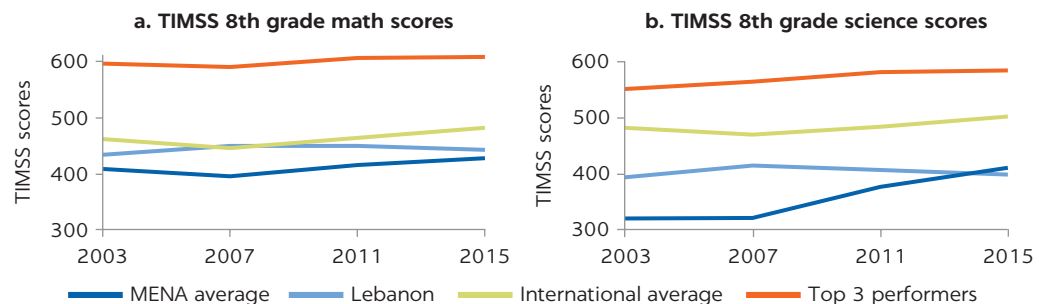 a. TIMSS 8th grade math scores
TIMSS scores
600
500
400
300
2003 2007 2011 2015
b. TIMSS 8th grade science scores
TIMSS scores
600
500
400
300
2003 2007 2011 2015
MENA average Lebanon International average Top 3 performers